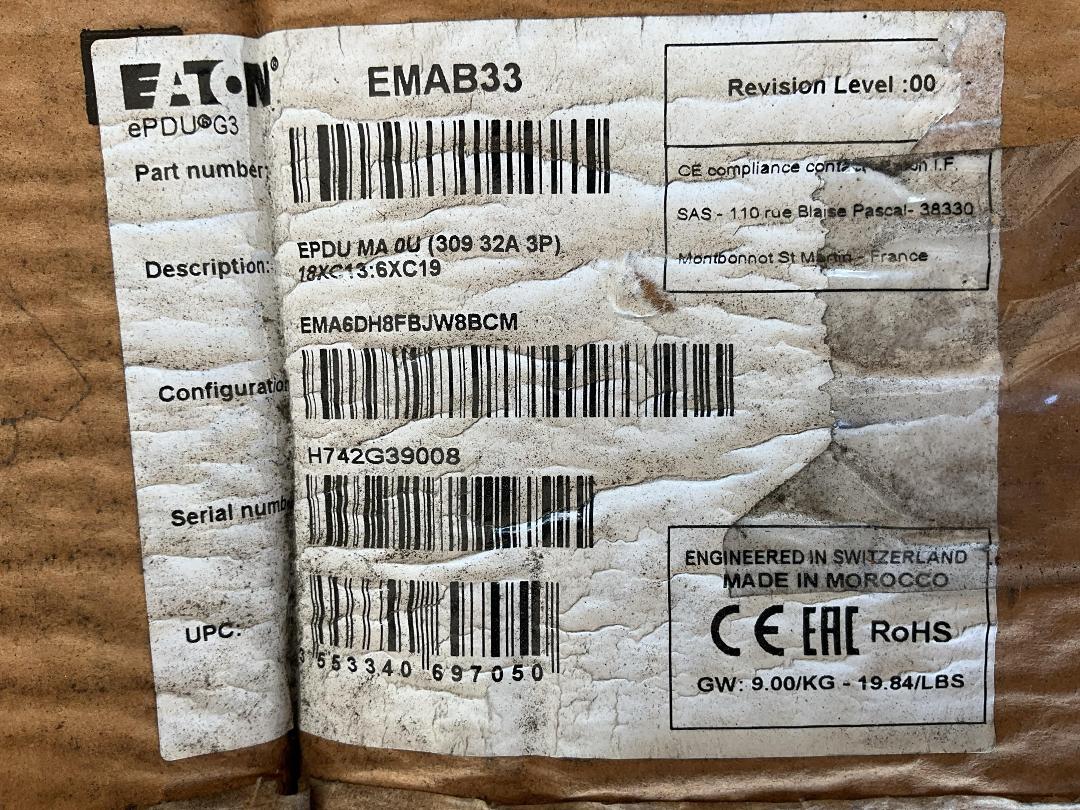 EATON®
ePDU®G3
EMAB33
Part number:
Revision Level :00
CE compliance
SAS - 110 rue Blaise Pascal- 38330
Montbonnot St Martin - France
Description:
EPDU MA 0U (309 32A 3P)
18XC13:6XC19
EMA6DH8FBJW8BCM
Configuration
H742G39008
Serial number
UPC.
3 553340 697050
ENGINEERED IN SWITZERLAND
MADE IN MOROCCO
CE EAC RoHS
GW: 9.00/KG - 19.84/LBS